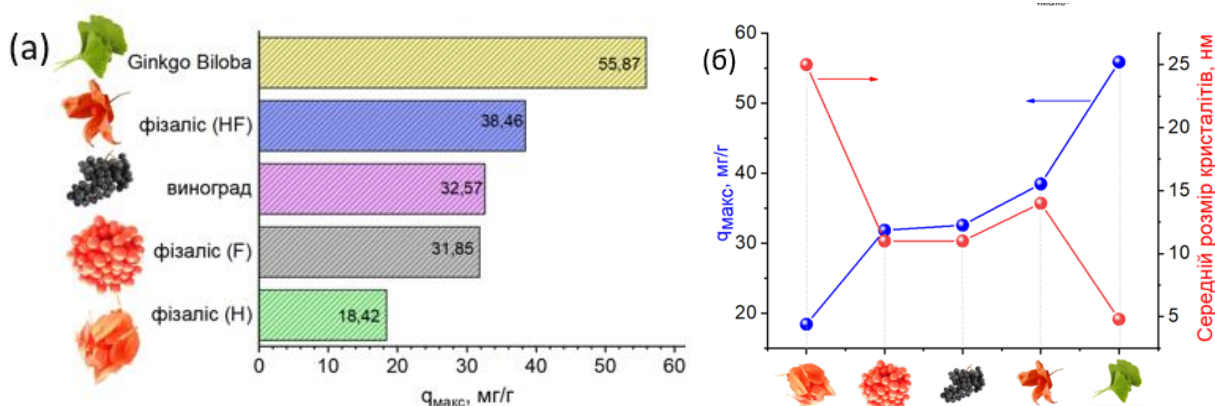 (а)
Ginkgo Biloba
55,87
фізаліс (HF)
38,46
виноград
32,57
фізаліс (F)
31,85
фізаліс (H)
18,42
0 10 20 30 40 50 60
qмакс, мг/г
(б)
60
50
40
30
20
qмакс, мг/г
25
20
15
10
5
Середній розмір кристалітів, нм